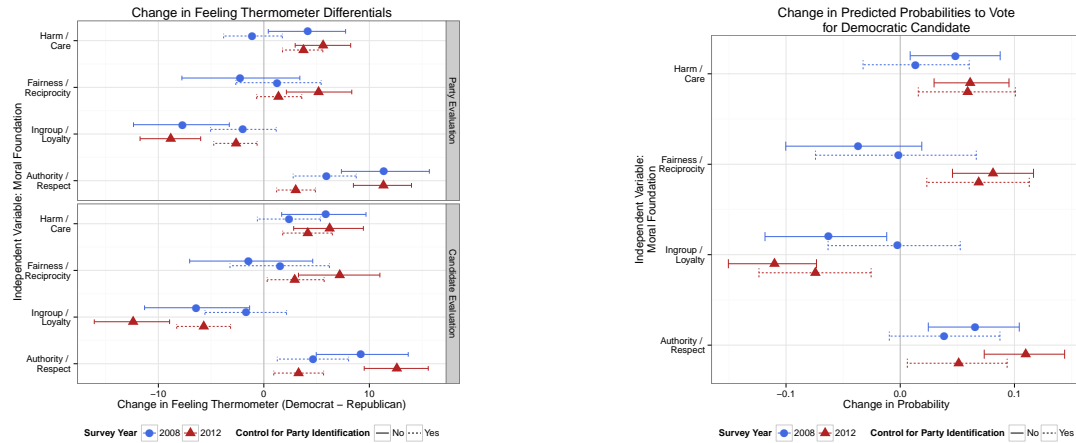 Change in Feeling Thermometer Differentials
Independent Variable: Moral Foundation
Harm /
Care
Fairness /
Reciprocity
Ingroup /
Loyalty
Authority /
Respect
Party Evaluation
Harm /
Care
Fairness /
Reciprocity
Ingroup /
Loyalty
Authority /
Respect
Candidate Evaluation
−10 0 10
Change in Feeling Thermometer (Democrat − Republican)
Survey Year 2008 2012 Control for Party Identification No Yes
Change in Predicted Probabilities to Vote
for Democratic Candidate
Independent Variable:
Moral Foundation
Harm /
Care
Fairness /
Reciprocity
Ingroup /
Loyalty
Authority /
Respect
−0.1 0.0 0.1
Change in Probability
Survey Year 2008 2012 Control for Party Identification No Yes